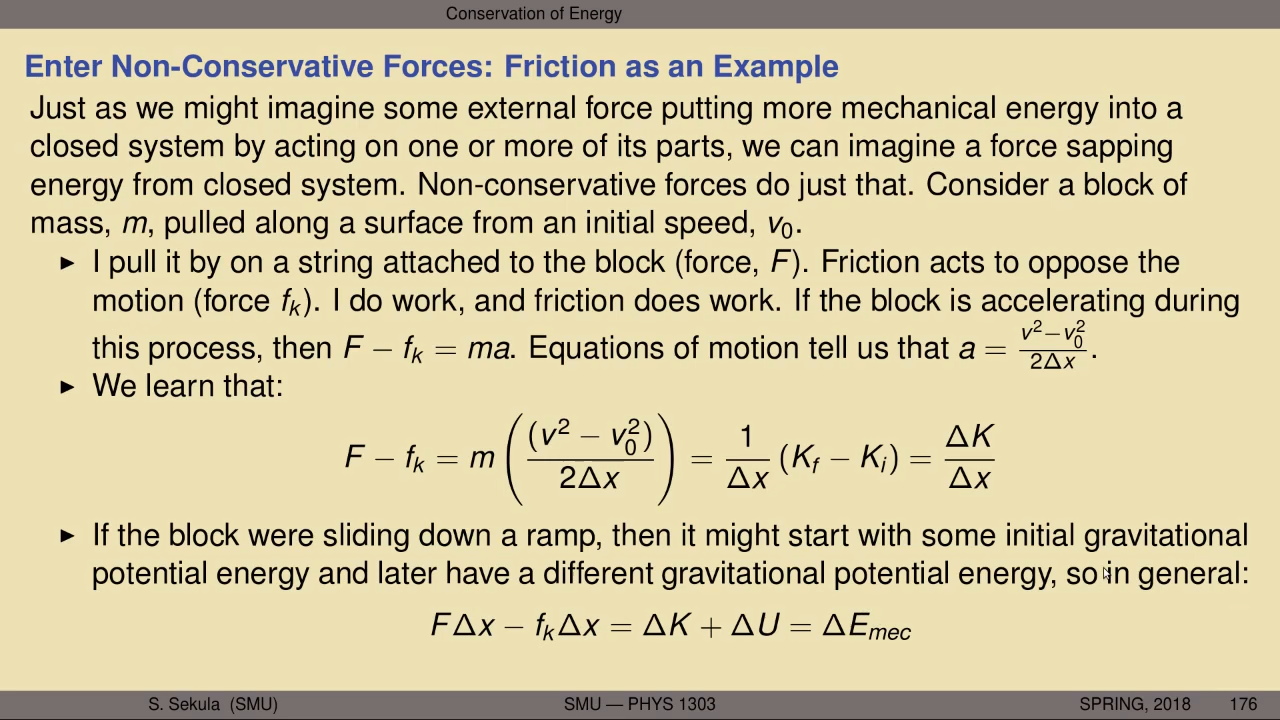 Conservation of Energy
Enter Non-Conservative Forces: Friction as an Example
Just as we might imagine some external force putting more mechanical energy into a
closed system by acting on one or more of its parts, we can imagine a force sapping
energy from closed system. Non-conservative forces do just that. Consider a block of
mass, m, pulled along a surface from an initial speed, v₀.
▶ I pull it by on a string attached to the block (force, F). Friction acts to oppose the
motion (force fₖ). I do work, and friction does work. If the block is accelerating during
this process, then F − fₖ = ma. Equations of motion tell us that a = (v² − v₀²)/(2Δx).
▶ We learn that:
F − fₖ = m ( (v² − v₀²) / 2Δx ) = 1/Δx (K_f − K_i) = ΔK/Δx
▶ If the block were sliding down a ramp, then it might start with some initial gravitational
potential energy and later have a different gravitational potential energy, so in general:
FΔx − fₖΔx = ΔK + ΔU = ΔE_mec
S. Sekula (SMU) SMU — PHYS 1303 SPRING, 2018 176